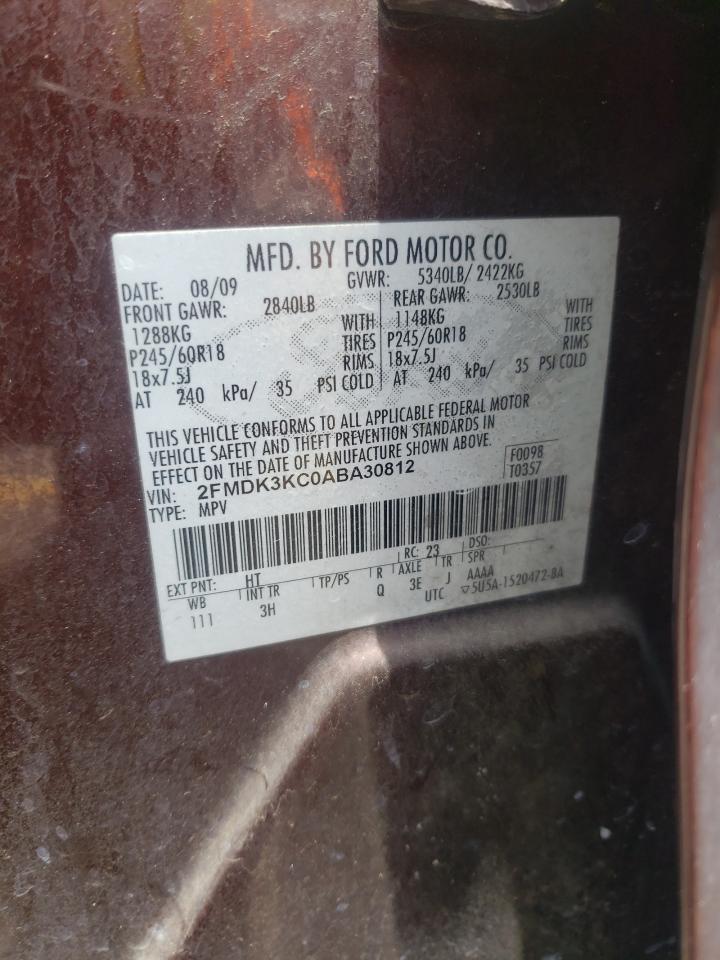 MFD. BY FORD MOTOR CO.
DATE: 08/09 GVWR: 5340LB/ 2422KG
FRONT GAWR: 2840LB REAR GAWR: 2530LB
1288KG WITH 1148KG WITH
P245/60R18 TIRES P245/60R18 TIRES
18x7.5J RIMS 18x7.5J RIMS
AT 240 kPa/ 35 PSI COLD AT 240 kPa/ 35 PSI COLD
THIS VEHICLE CONFORMS TO ALL APPLICABLE FEDERAL MOTOR
VEHICLE SAFETY AND THEFT PREVENTION STANDARDS IN
EFFECT ON THE DATE OF MANUFACTURE SHOWN ABOVE.
VIN: 2FMDK3KC0ABA30812 F0098
TYPE: MPV T0357
EXT PNT: HT RC: 23 DSO:
WB INT TR TP/PS R AXLE TR SPR
111 3H Q 3E J AAAA
UTC ▽5U5A-1520472-BA